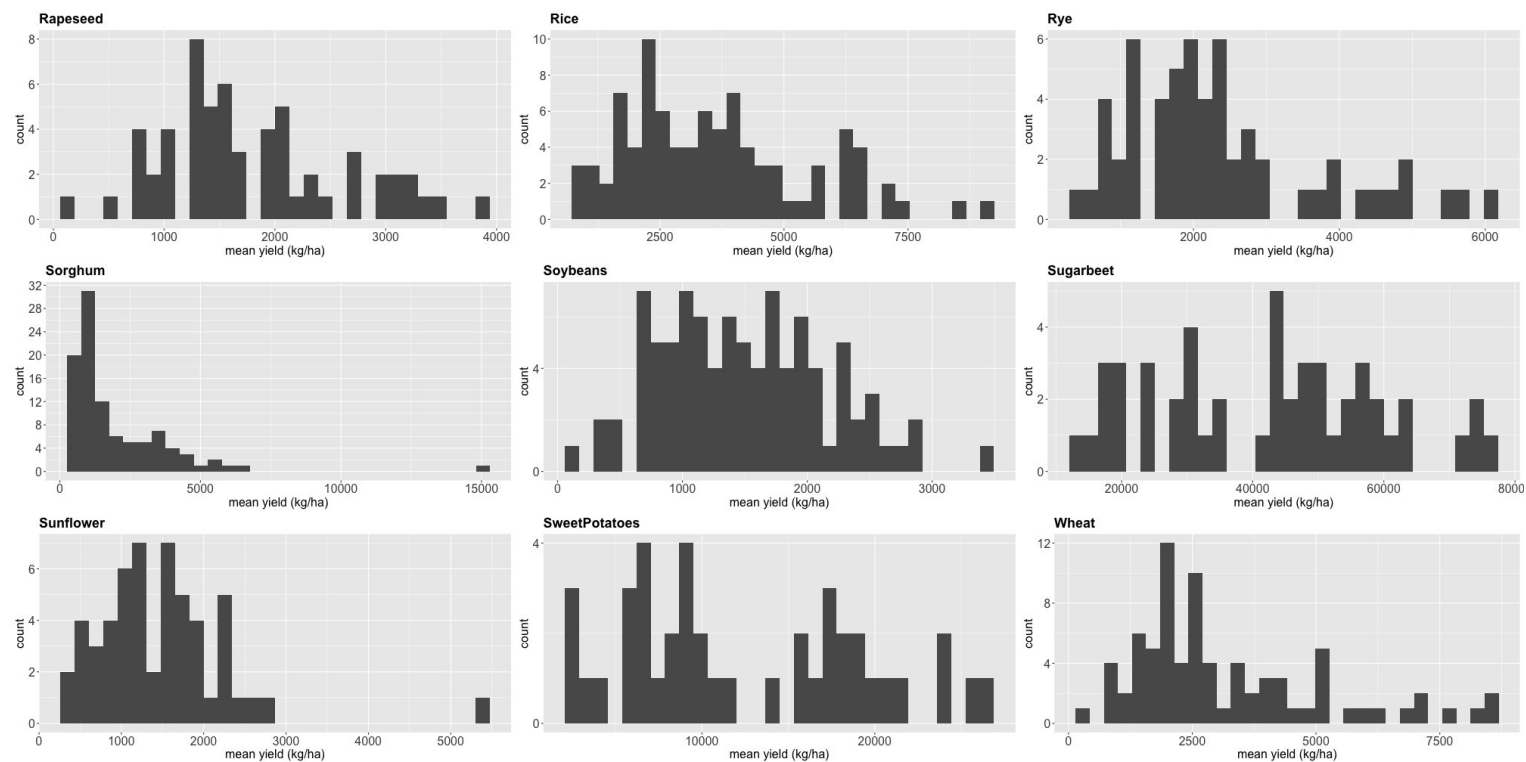 Rapeseed
8
6
4
2
0
count
0 1000 2000 3000 4000
mean yield (kg/ha)
Rice
10
8
6
4
2
0
count
2500 5000 7500
mean yield (kg/ha)
Rye
6
4
2
0
count
2000 4000 6000
mean yield (kg/ha)
Sorghum
32
28
24
20
16
12
8
4
0
count
0 5000 10000 15000
mean yield (kg/ha)
Soybeans
4
0
count
0 1000 2000 3000
mean yield (kg/ha)
Sugarbeet
4
2
0
count
20000 40000 60000 8000
mean yield (kg/ha)
Sunflower
6
4
2
0
count
0 1000 2000 3000 4000 5000
mean yield (kg/ha)
SweetPotatoes
4
0
count
10000 20000
mean yield (kg/ha)
Wheat
12
8
4
0
count
0 2500 5000 7500
mean yield (kg/ha)